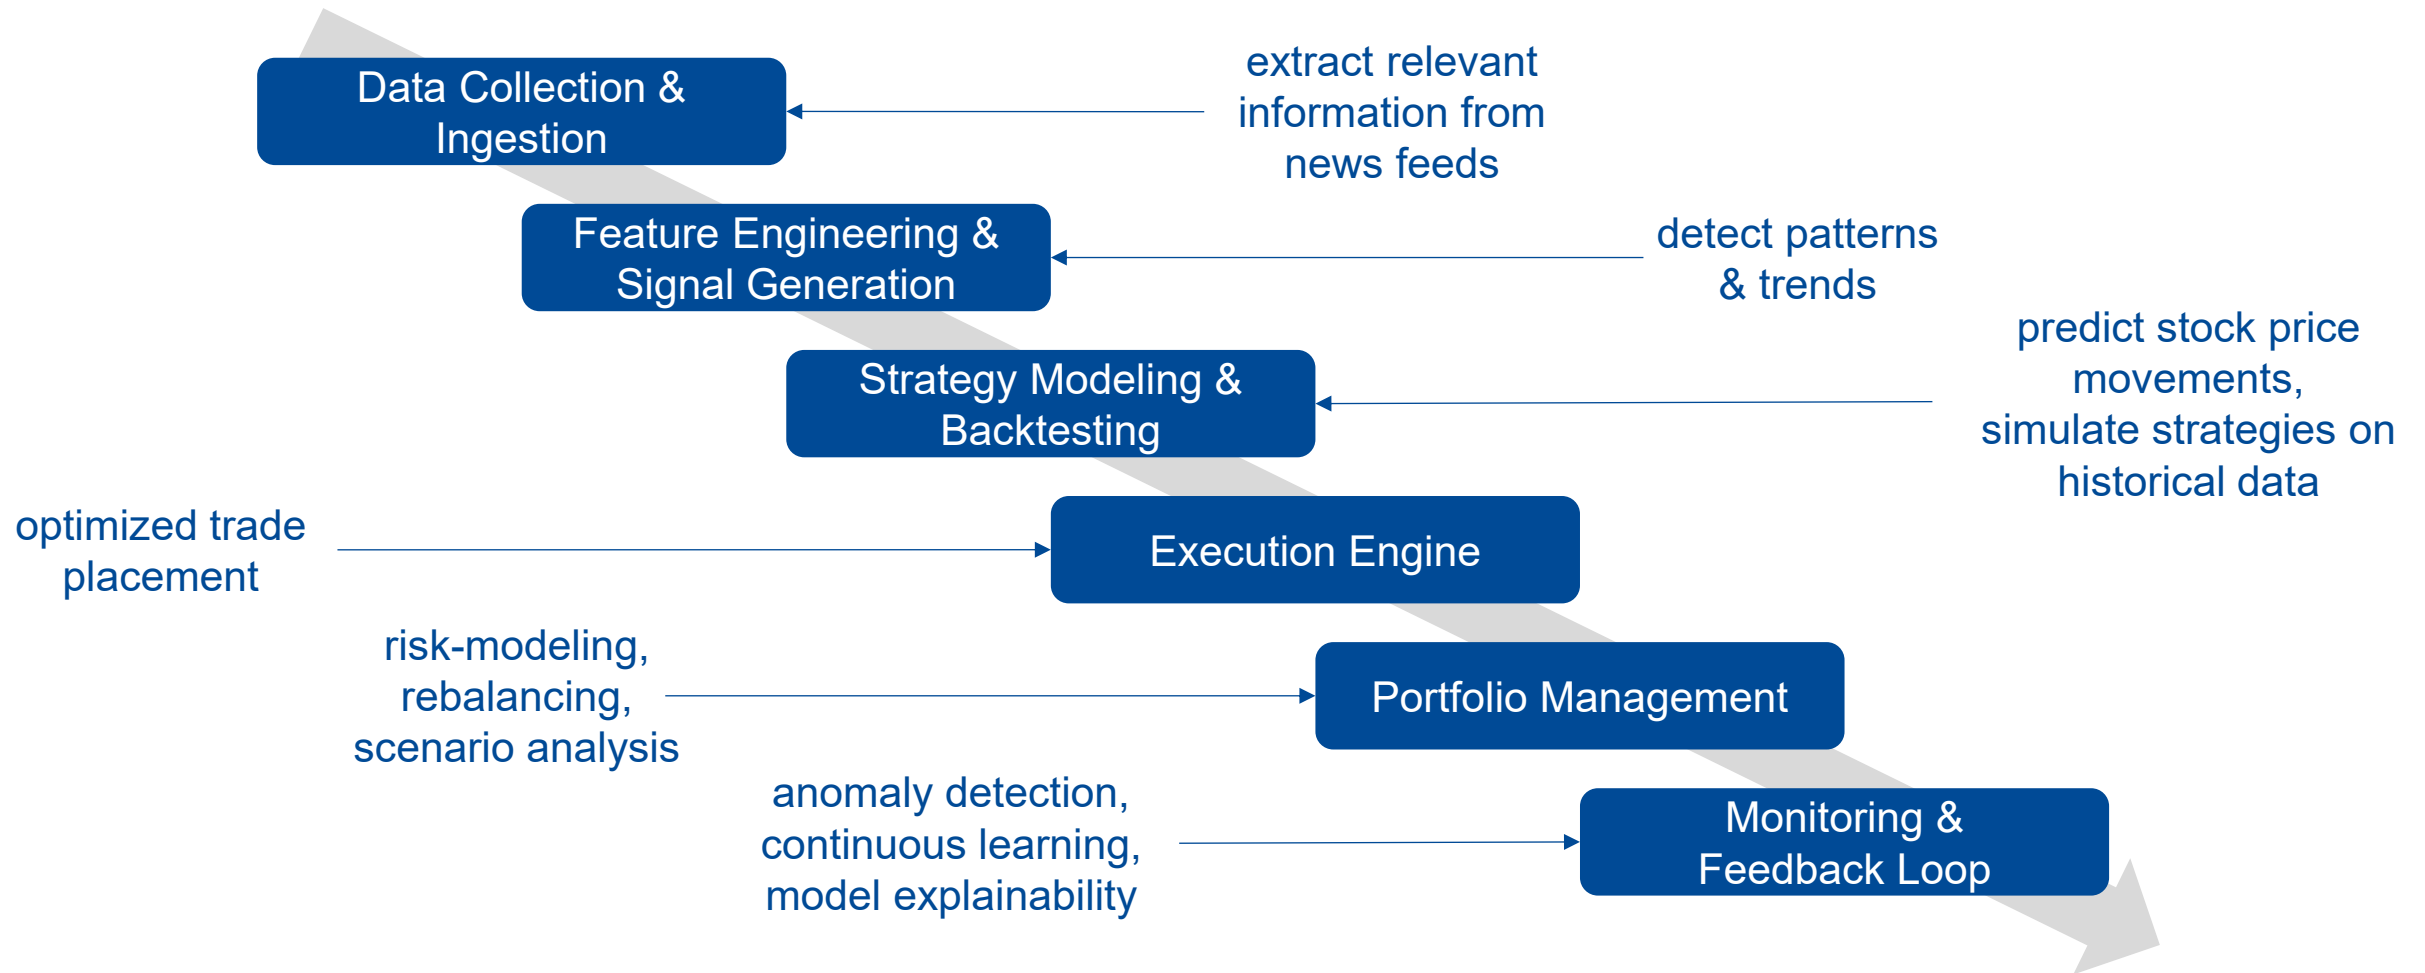 Data Collection &
Ingestion
extract relevant
information from
news feeds
Feature Engineering &
Signal Generation
detect patterns
& trends
Strategy Modeling &
Backtesting
predict stock price
movements,
simulate strategies on
historical data
optimized trade
placement
Execution Engine
risk-modeling,
rebalancing,
scenario analysis
Portfolio Management
anomaly detection,
continuous learning,
model explainability
Monitoring &
Feedback Loop